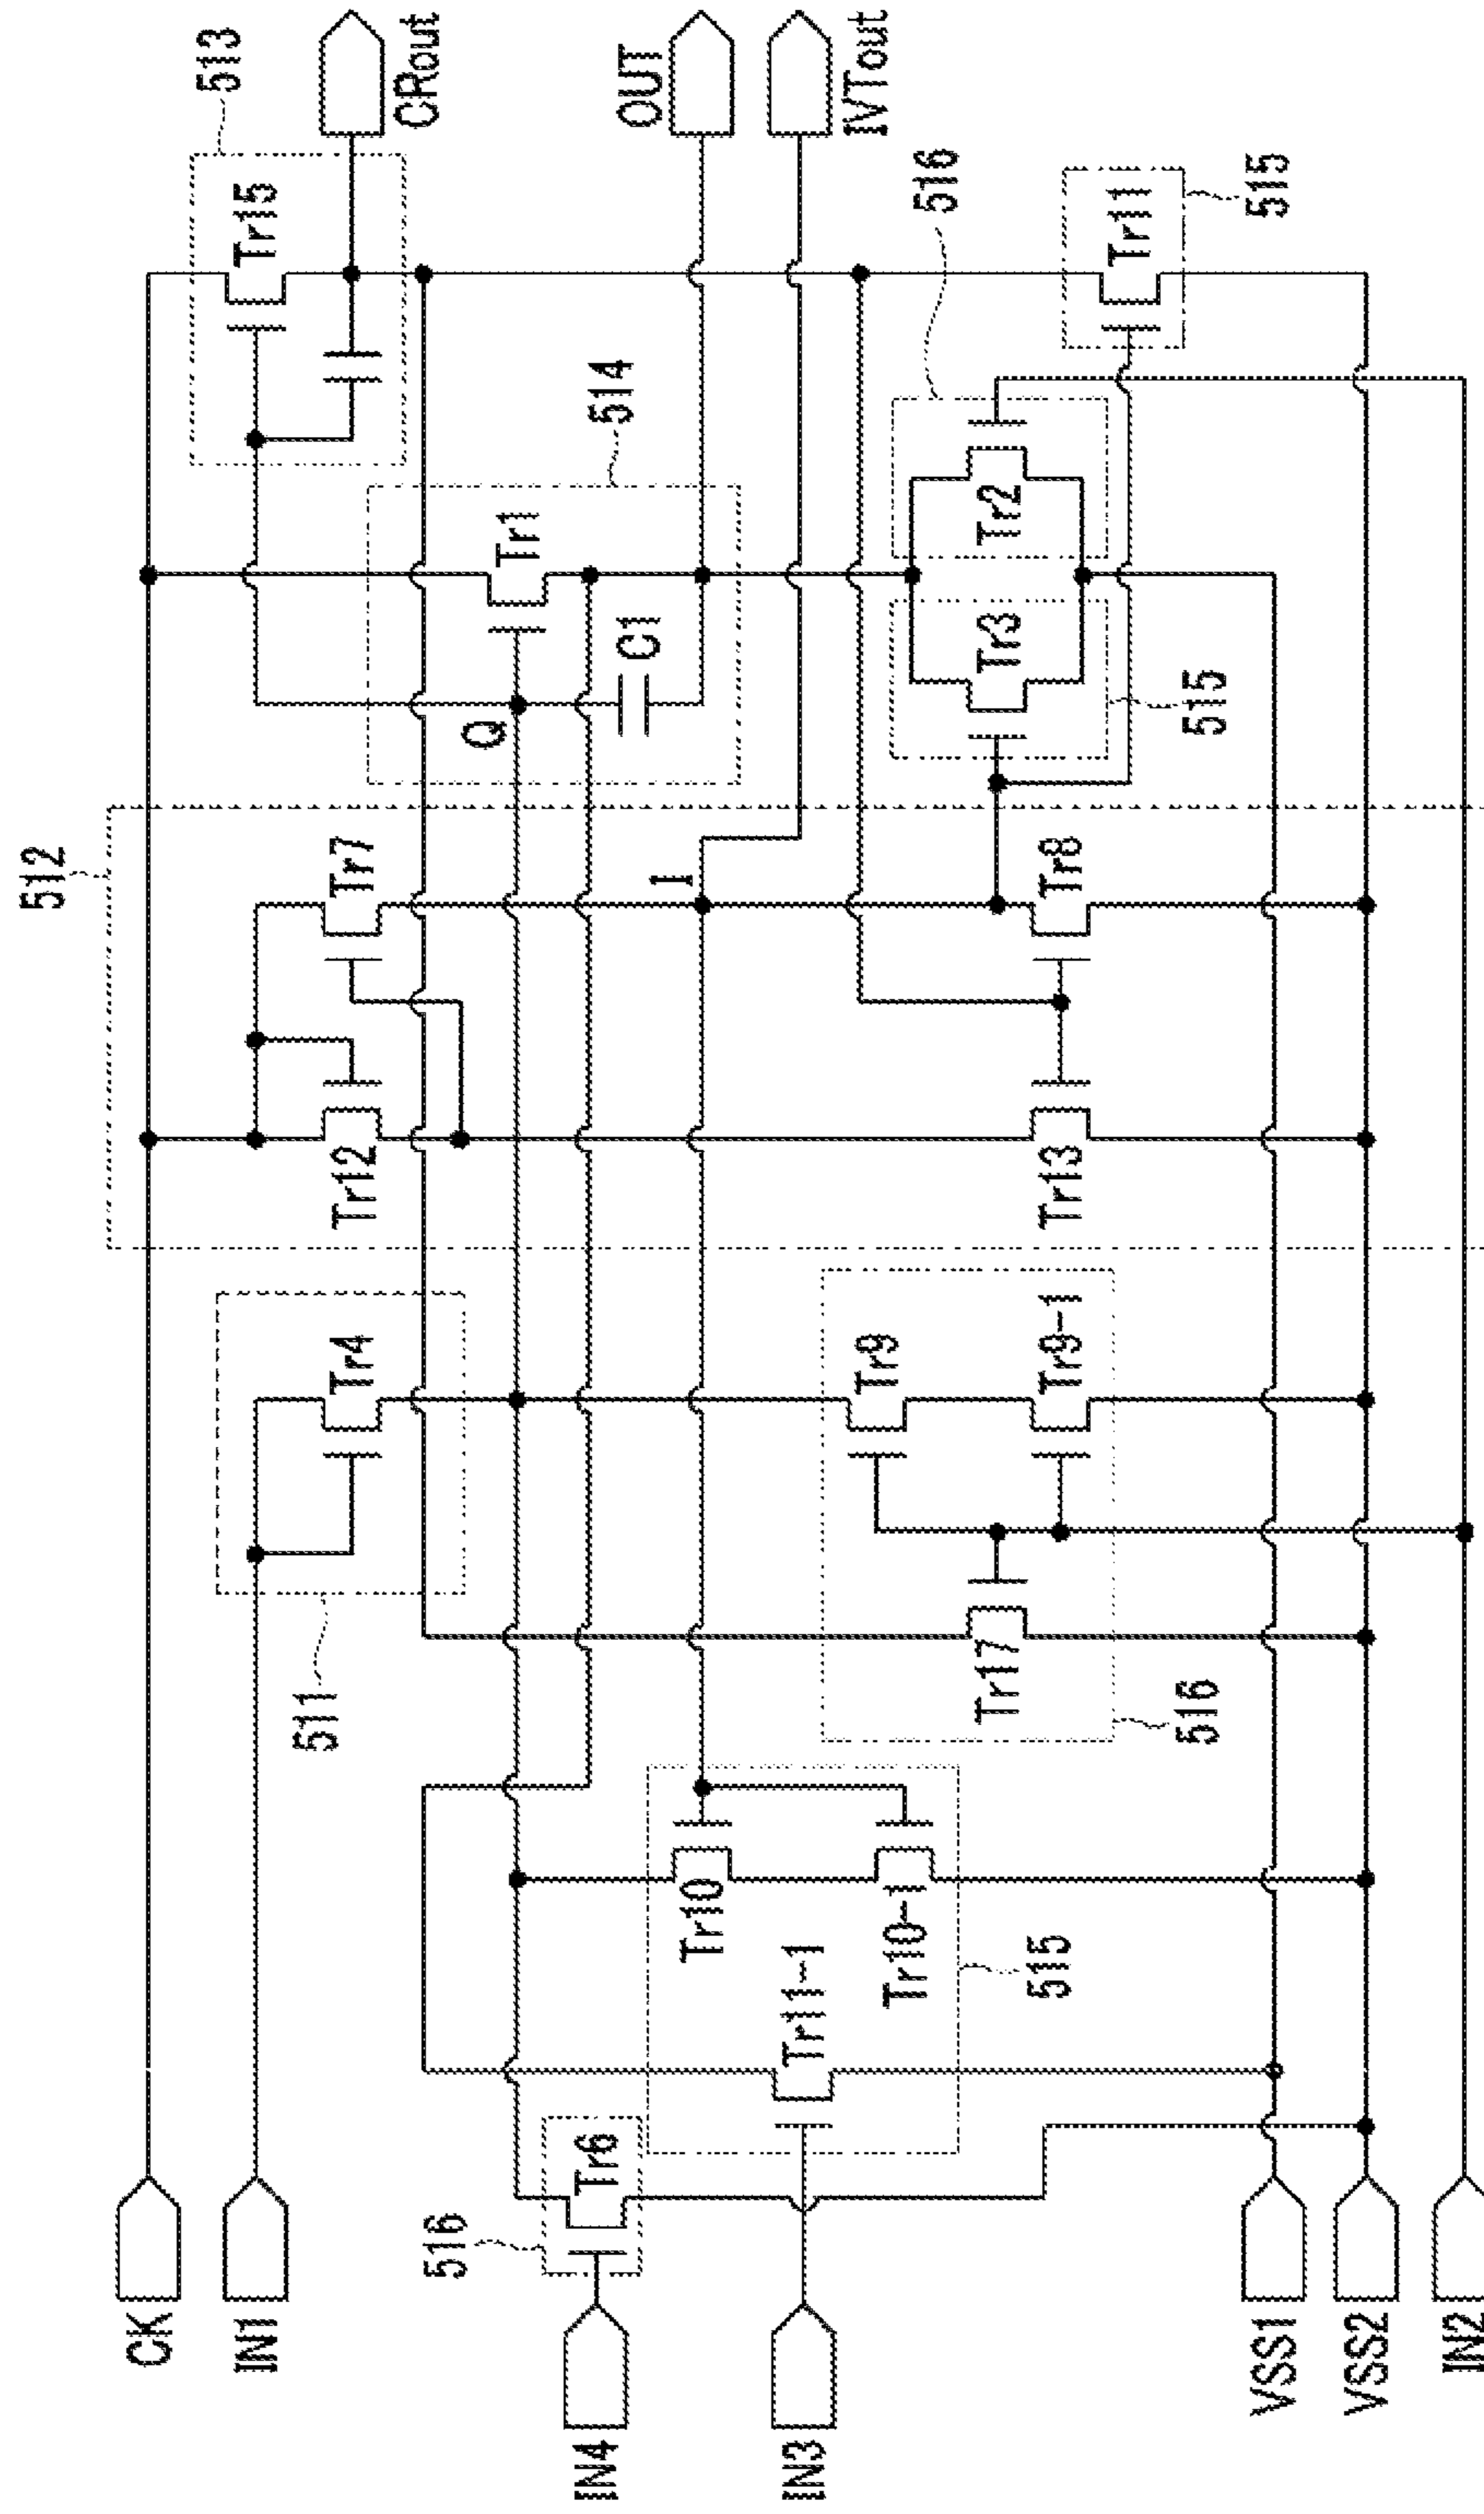 513
CRout
Tr15
OUT
IVTout
516
Tr11
515
514
Tr1
Tr2
C1
Tr3
Q
515
512
Tr7
I
Tr8
Tr12
Tr13
Tr4
Tr9
Tr9-1
511
Tr17
516
Tr10
Tr10-1
515
Tr11-1
Tr6
516
CK
IN1
IN4
IN3
VSS1
VSS2
IN2